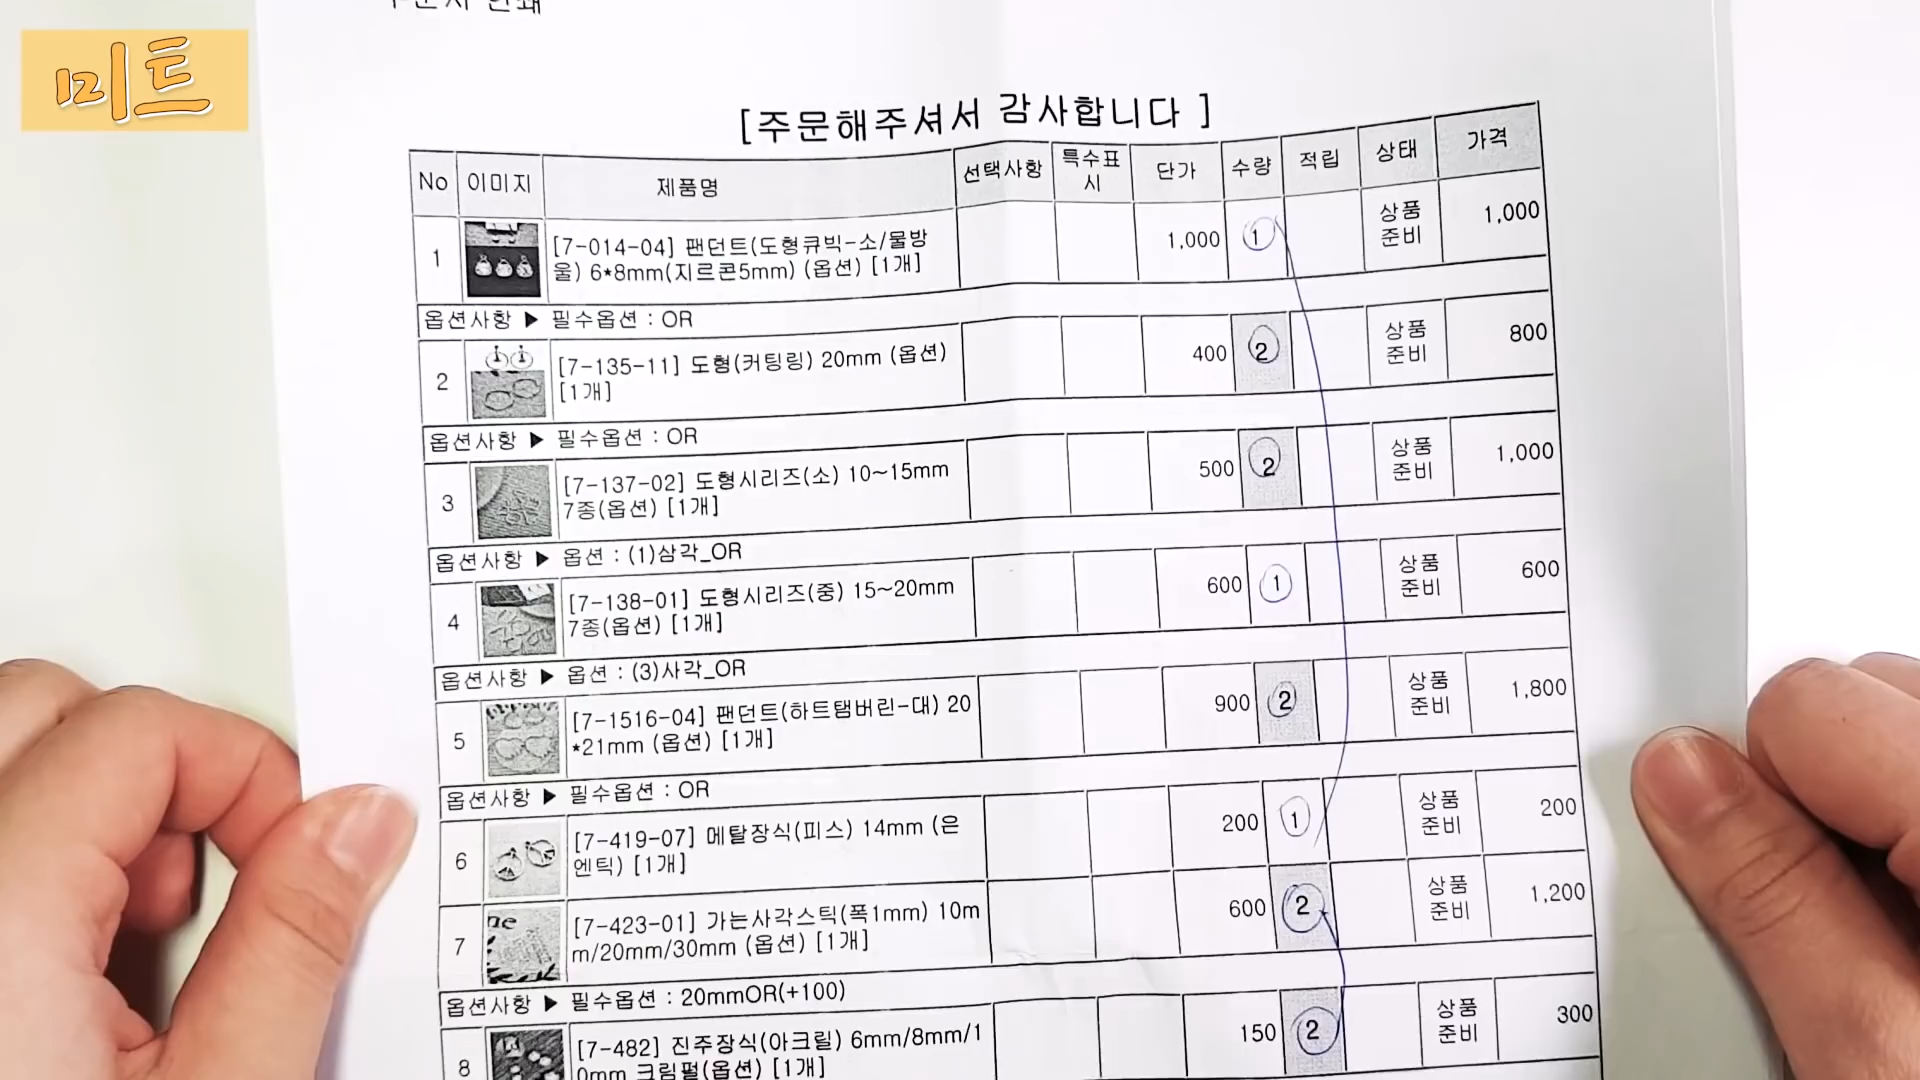 주문서 인쇄
미트
[주문해주셔서 감사합니다 ]
No 이미지 제품명 선택사항 특수표시 단가 수량 적립 상태 가격
1 [7-014-04] 팬던트(도형큐빅-소/물방 1,000 1 상품 1,000
울) 6*8mm(지르콘5mm) (옵션) [1개] 준비
옵션사항 ▶ 필수옵션 : OR
2 [7-135-11] 도형(커팅링) 20mm (옵션) 400 2 상품 800
[1개] 준비
옵션사항 ▶ 필수옵션 : OR
3 [7-137-02] 도형시리즈(소) 10~15mm 500 2 상품 1,000
7종(옵션) [1개] 준비
옵션사항 ▶ 옵션 : (1)삼각_OR
4 [7-138-01] 도형시리즈(중) 15~20mm 600 1 상품 600
7종(옵션) [1개] 준비
옵션사항 ▶ 옵션 : (3)사각_OR
5 [7-1516-04] 팬던트(하트탬버린-대) 20 900 2 상품 1,800
*21mm (옵션) [1개] 준비
옵션사항 ▶ 필수옵션 : OR
6 [7-419-07] 메탈장식(피스) 14mm (은 200 1 상품 200
엔틱) [1개] 준비
7 [7-423-01] 가는사각스틱(폭1mm) 10m 600 2 상품 1,200
m/20mm/30mm (옵션) [1개] 준비
옵션사항 ▶ 필수옵션 : 20mmOR(+100)
8 [7-482] 진주장식(아크릴) 6mm/8mm/1 150 2 상품 300
0mm 크림펄(옵션) [1개] 준비